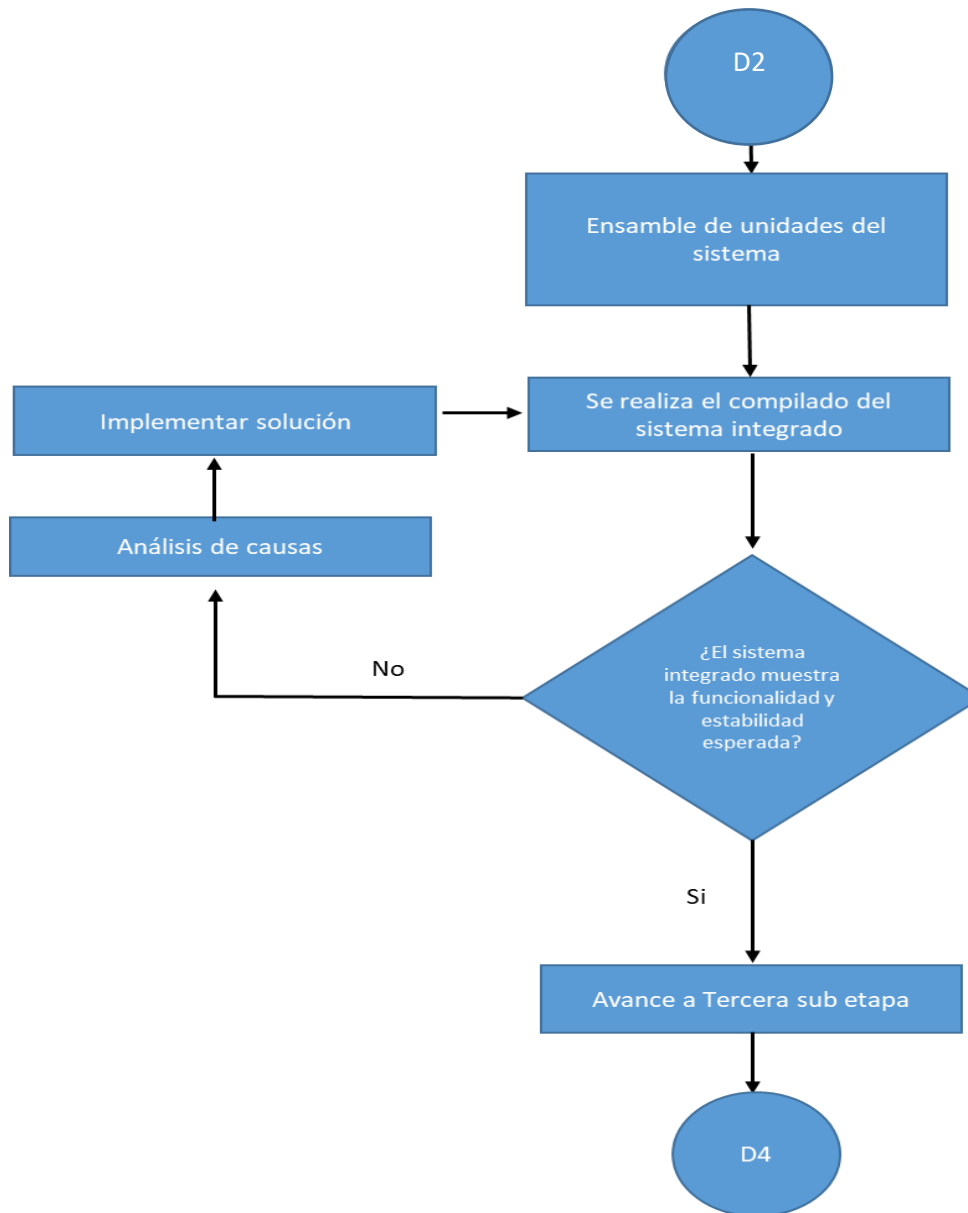 D2
Ensamble de unidades del
sistema
Implementar solución
Se realiza el compilado del
sistema integrado
Análisis de causas
¿El sistema
integrado muestra
la funcionalidad y
estabilidad
esperada?
No
Si
Avance a Tercera sub etapa
D4